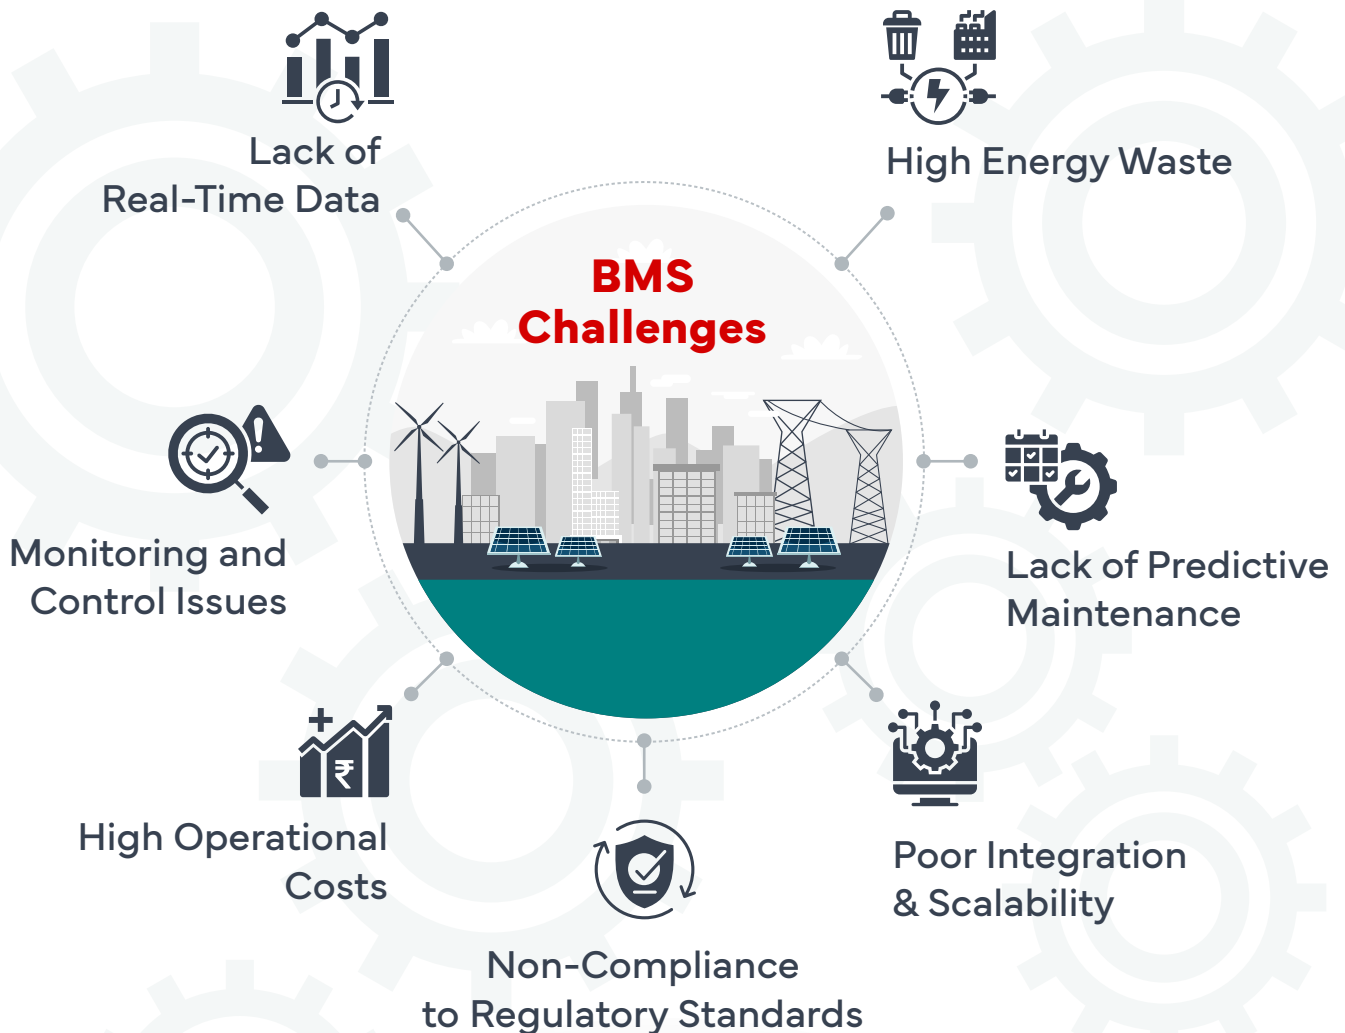 BMS
Challenges
Lack of
Real-Time Data
High Energy Waste
Monitoring and
Control Issues
Lack of Predictive
Maintenance
₹
High Operational
Costs
Poor Integration
& Scalability
Non-Compliance
to Regulatory Standards